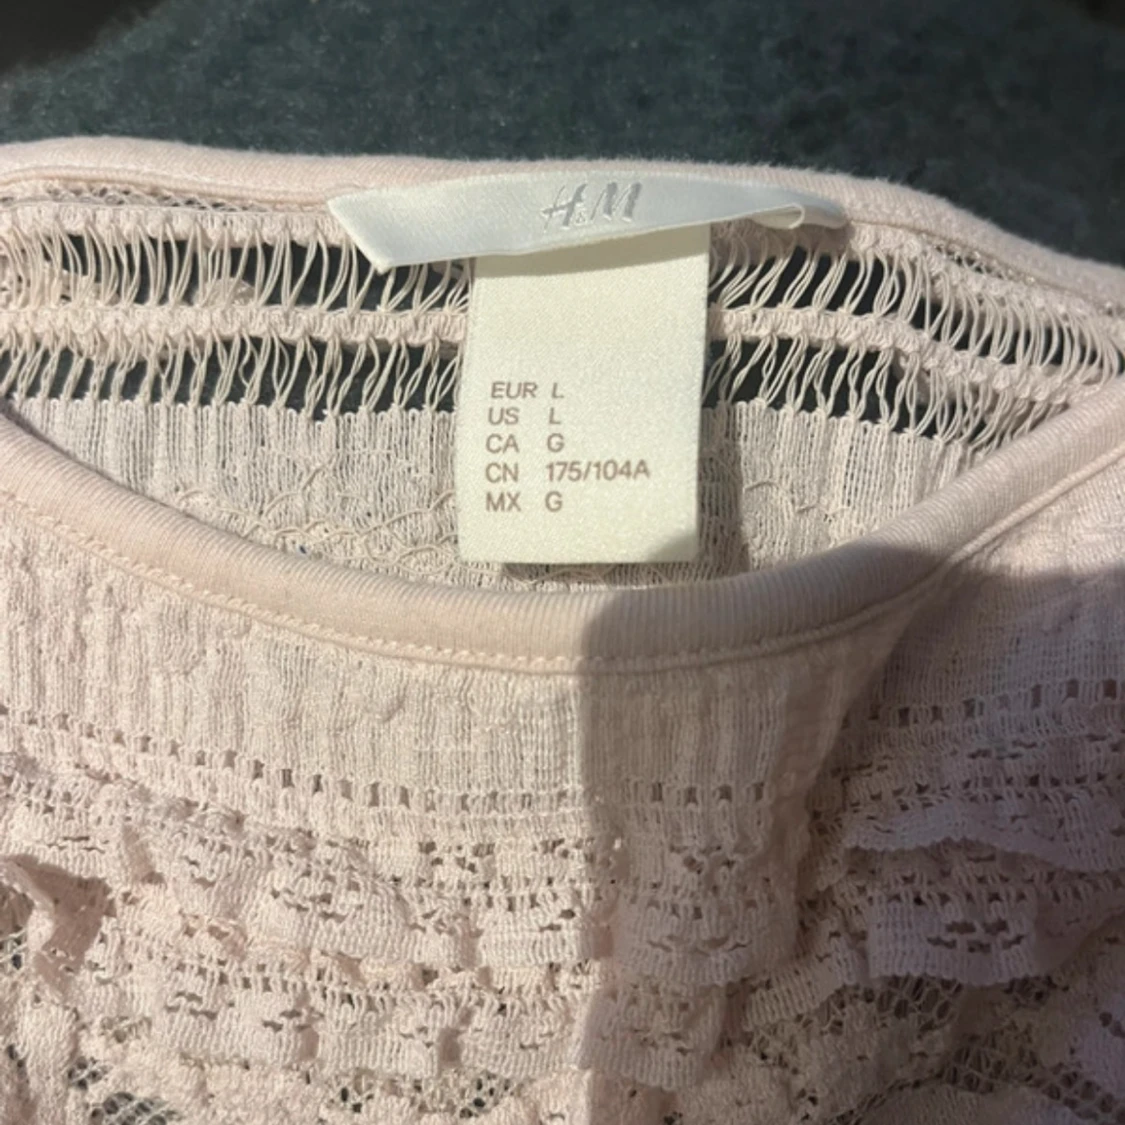 H&M
EUR L
US L
CA G
CN 175/104A
MX G